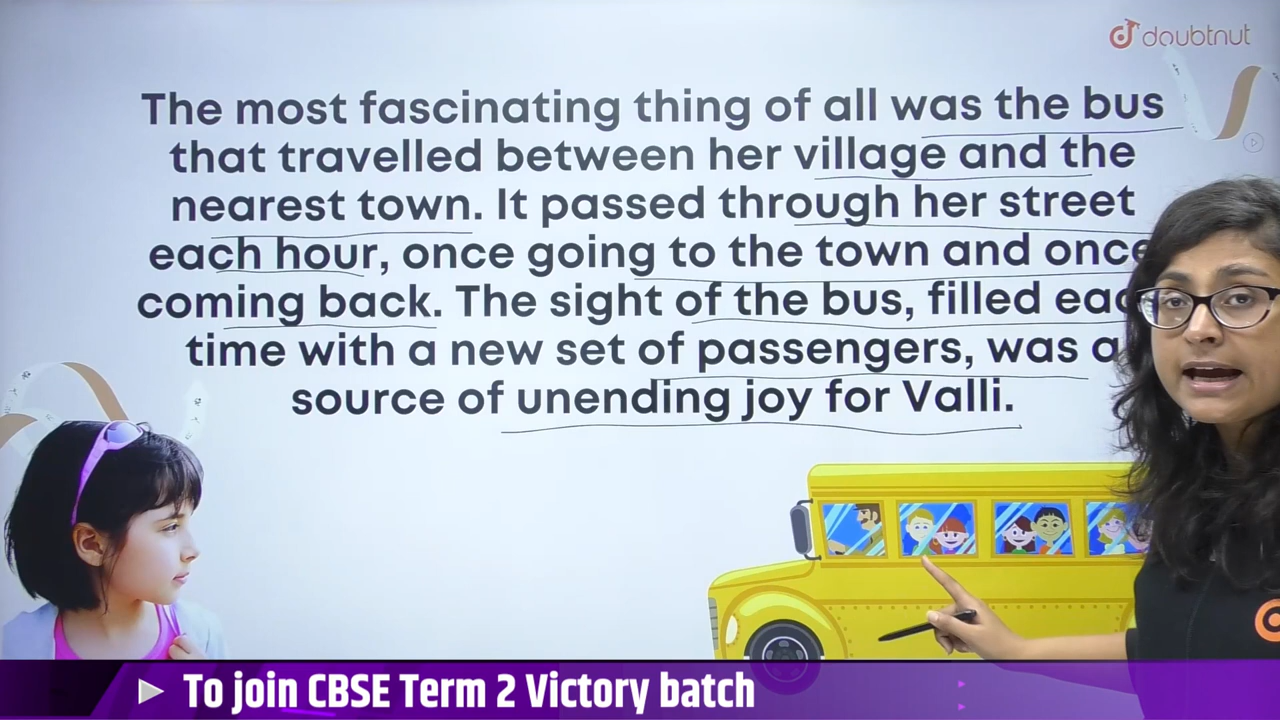 doubtnut
The most fascinating thing of all was the bus
that travelled between her village and the
nearest town. It passed through her street
each hour, once going to the town and once
coming back. The sight of the bus, filled
time with a new set of passengers, was a
source of unending joy for Valli.
To join CBSE Term 2 Victory batch